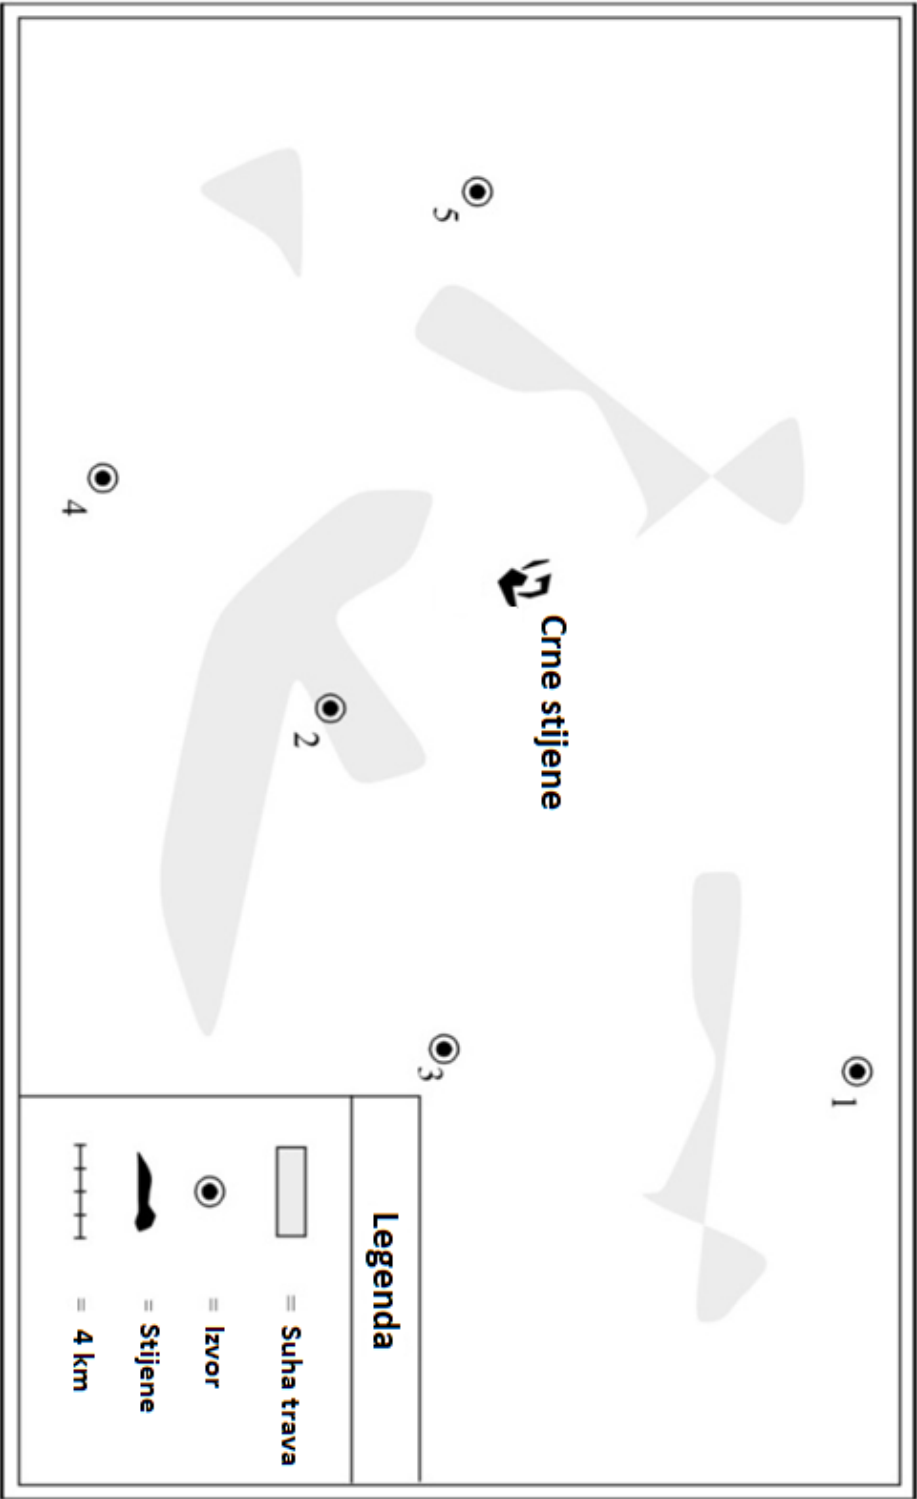 5
1
Crne stijene
4
2
3
Legenda
= Suha trava
= Izvor
= Stijene
= 4 km